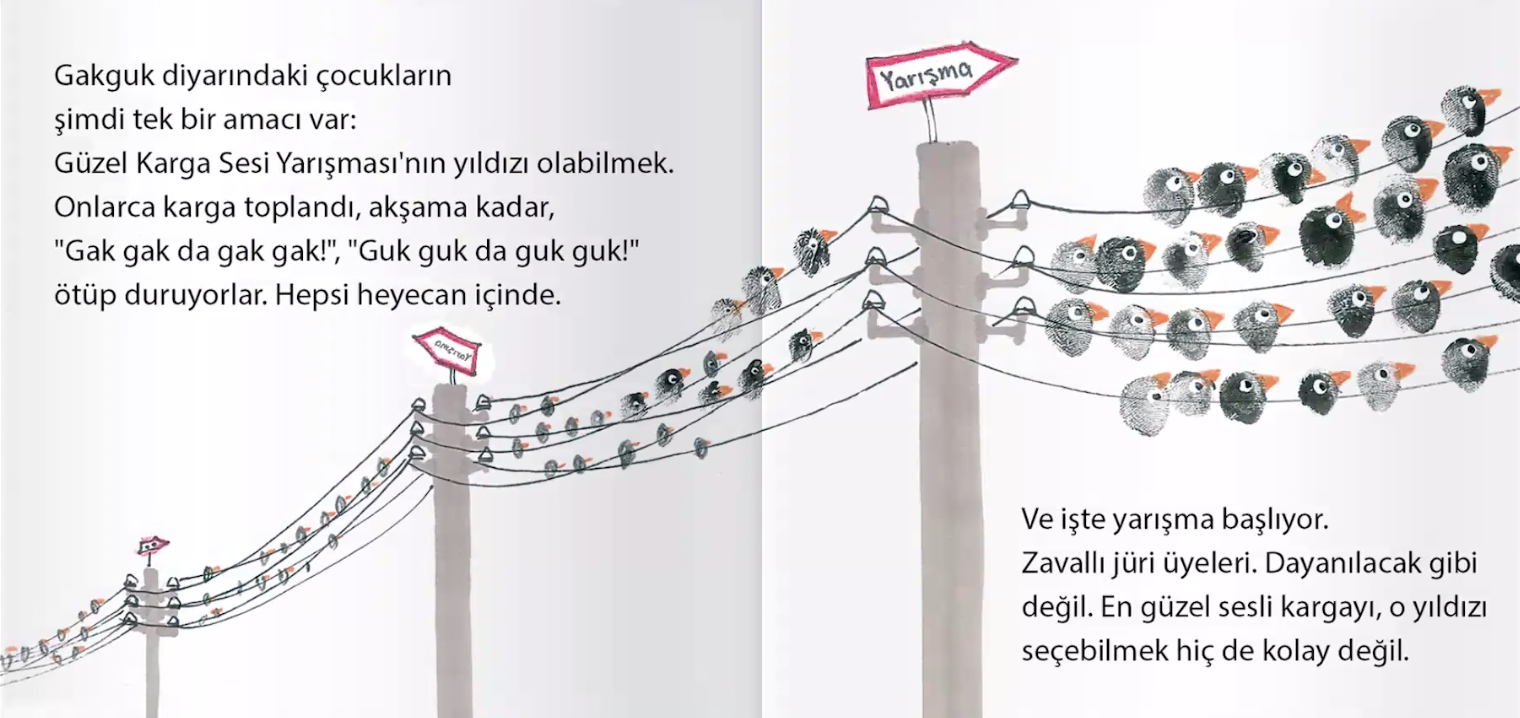 Gakguk diyarındaki çocukların
şimdi tek bir amacı var:
Güzel Karga Sesi Yarışması'nın yıldızı olabilmek.
Onlarca karga toplandı, akşama kadar,
"Gak gak da gak gak!", "Guk guk da guk guk!"
ötüp duruyorlar. Hepsi heyecan içinde.
Yarışma
Yarışma
Ve işte yarışma başlıyor.
Zavallı jüri üyeleri. Dayanılacak gibi
değil. En güzel sesli kargayı, o yıldızı
seçebilmek hiç de kolay değil.